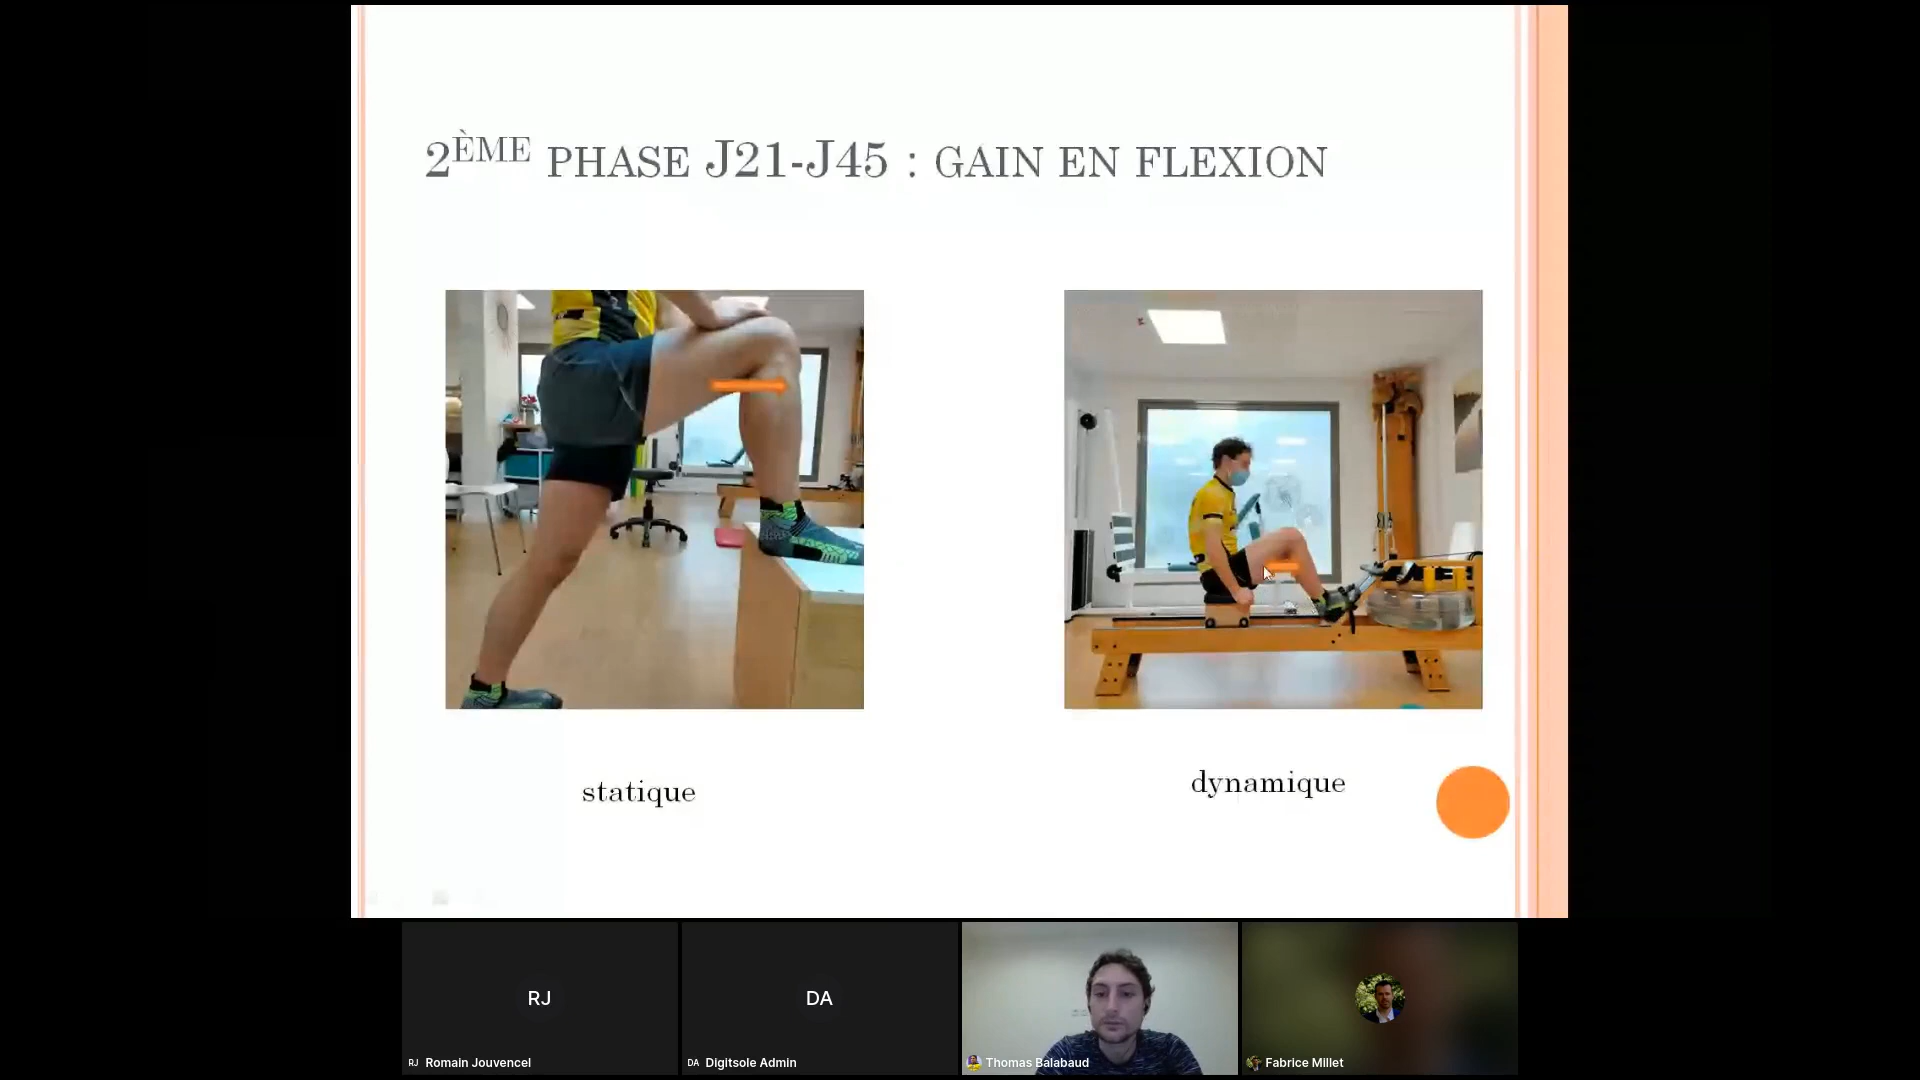 2ÈME PHASE J21-J45 : GAIN EN FLEXION
statique
dynamique
RJ
DA
RJ Romain Jouvencel
DA Digitsole Admin
Thomas Balabaud
Fabrice Millet